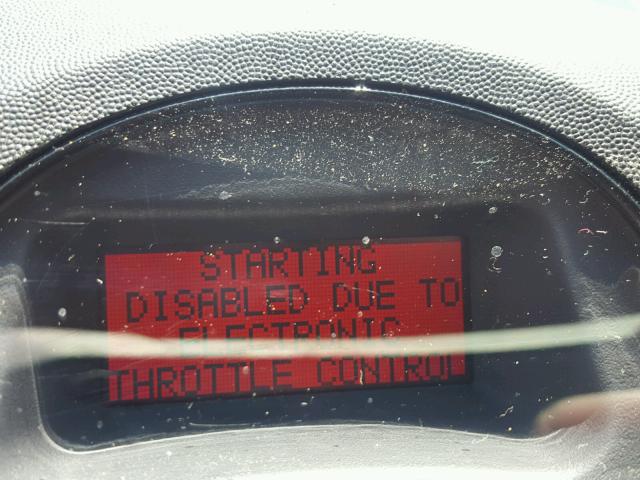 STARTING
DISABLED DUE TO
ELECTRONIC
THROTTLE CONTROL